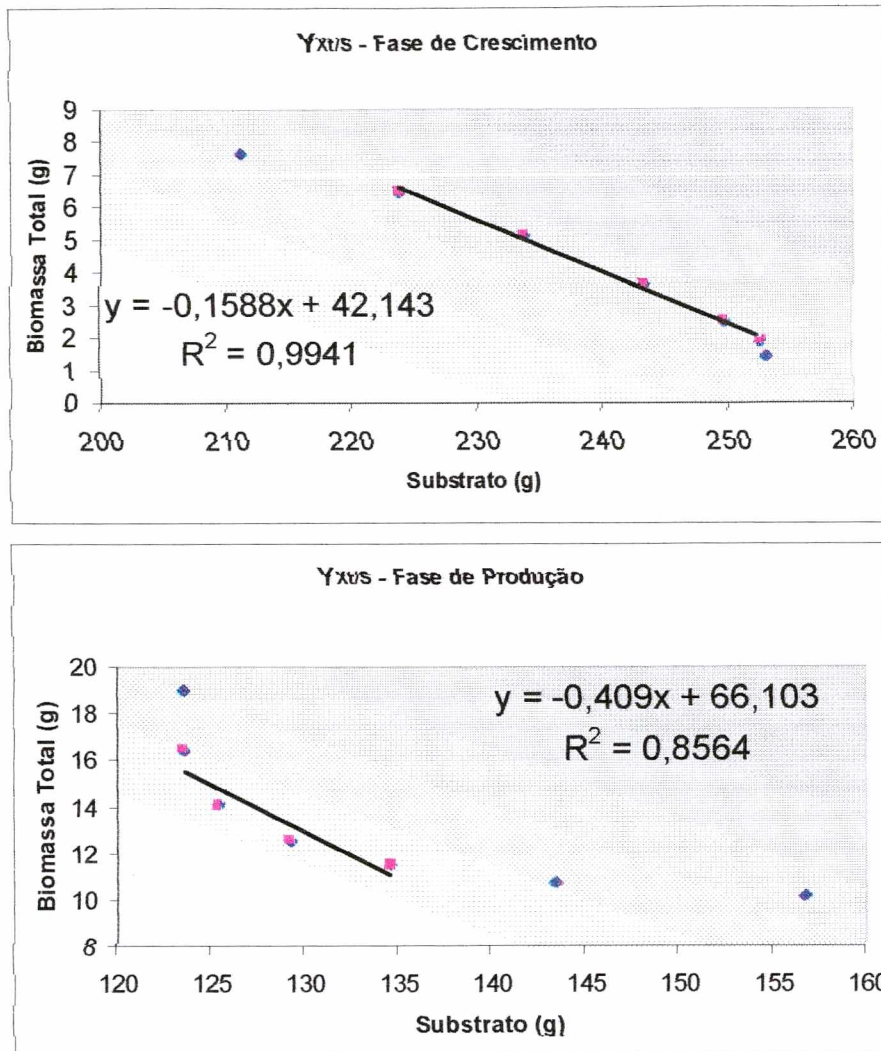 Yxt/s - Fase de Crescimento
Biomassa Total (g)
9
8
7
6
5
4
3
2
1
0
y = -0,1588x + 42,143
R² = 0,9941
200 210 220 230 240 250 260
Substrato (g)
Yxt/s - Fase de Produção
Biomassa Total (g)
20
18
16
14
12
10
8
y = -0,409x + 66,103
R² = 0,8564
120 125 130 135 140 145 150 155 160
Substrato (g)